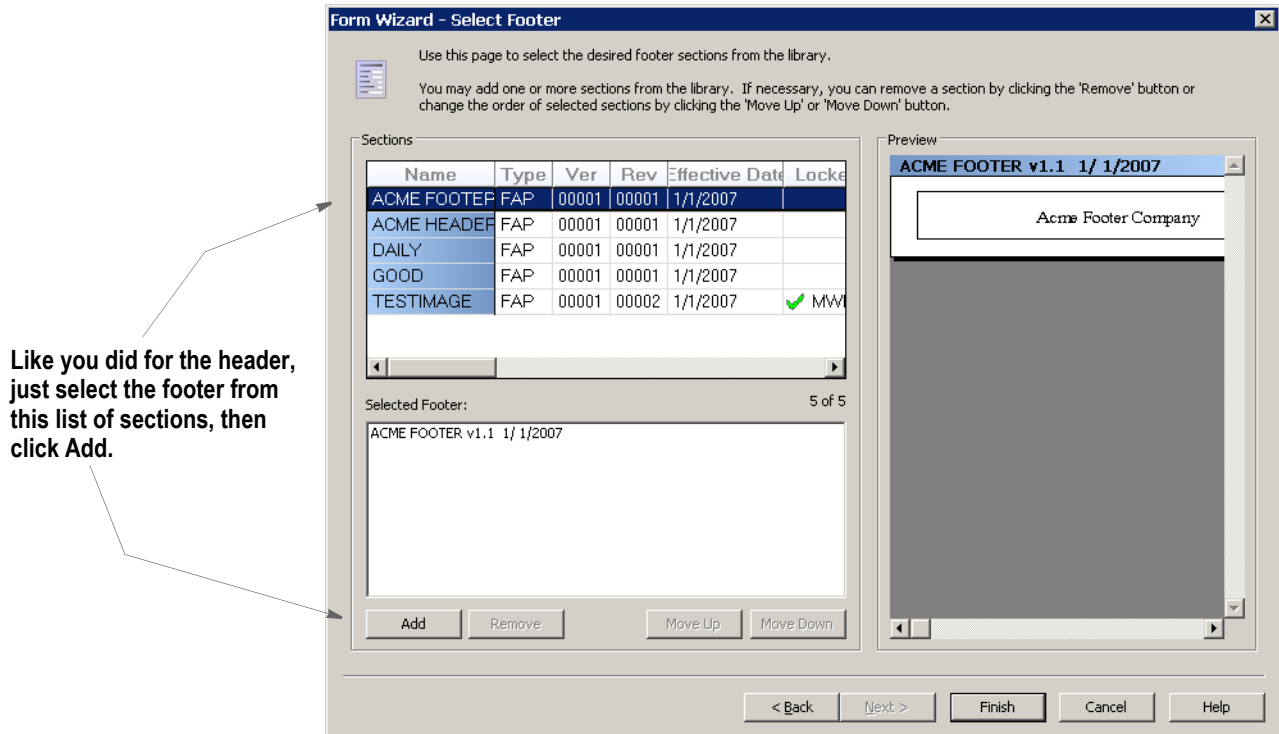 Form Wizard - Select Footer
Use this page to select the desired footer sections from the library.
You may add one or more sections from the library. If necessary, you can remove a section by clicking the 'Remove' button or
change the order of selected sections by clicking the 'Move Up' or 'Move Down' button.
Sections
Name Type Ver Rev Effective Date Locke
ACME FOOTER FAP 00001 00001 1/1/2007
ACME HEADER FAP 00001 00001 1/1/2007
DAILY FAP 00001 00001 1/1/2007
GOOD FAP 00001 00001 1/1/2007
TESTIMAGE FAP 00001 00002 1/1/2007 MWI
Selected Footer: 5 of 5
ACME FOOTER v1.1 1/ 1/2007
Add Remove Move Up Move Down
Preview
ACME FOOTER v1.1 1/ 1/2007
Acme Footer Company
Like you did for the header,
just select the footer from
this list of sections, then
click Add.
< Back Next > Finish Cancel Help